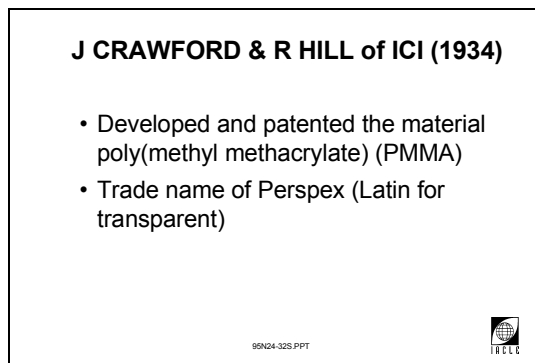 J CRAWFORD & R HILL of ICI (1934)
• Developed and patented the material
poly(methyl methacrylate) (PMMA)
• Trade name of Perspex (Latin for
transparent)
95N24-32S.PPT
IACLE